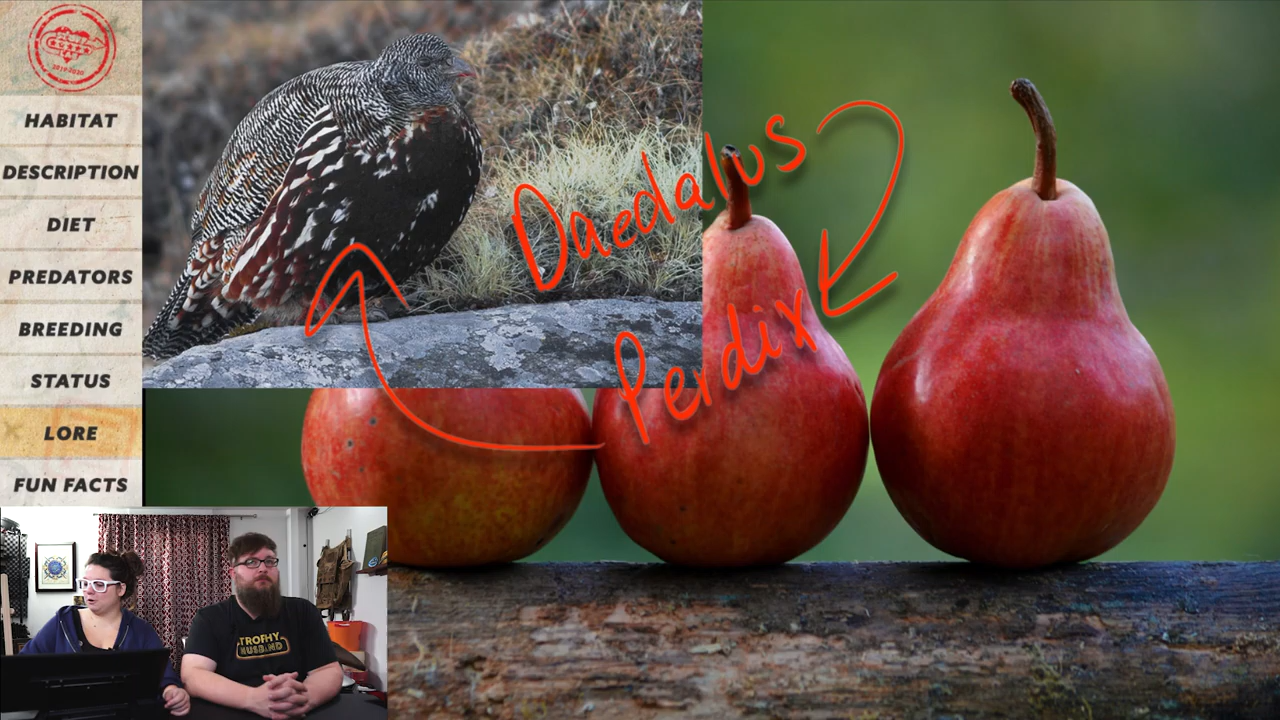 HABITAT
DESCRIPTION
DIET
PREDATORS
BREEDING
STATUS
LORE
FUN FACTS
Daedalus
Perdix
TROPHY
HUSBAND